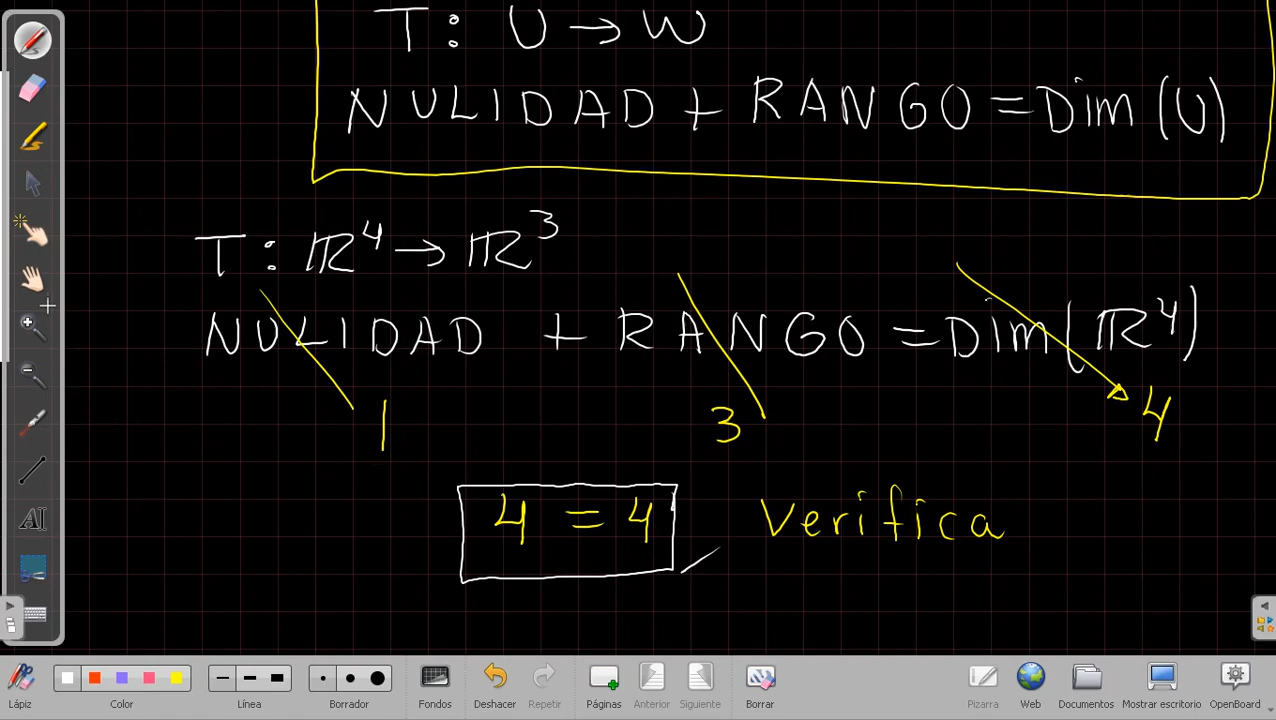 T: U → W
NULIDAD + RANGO = Dim (U)
T: ℝ⁴ → ℝ³
NULIDAD + RANGO = Dim(ℝ⁴)
1 3 4
4 = 4 Verifica
Lápiz Color Línea Borrador Fondos Deshacer Repetir Páginas Anterior Siguiente Borrar Pizarra Web Documentos Mostrar escritorio OpenBoard